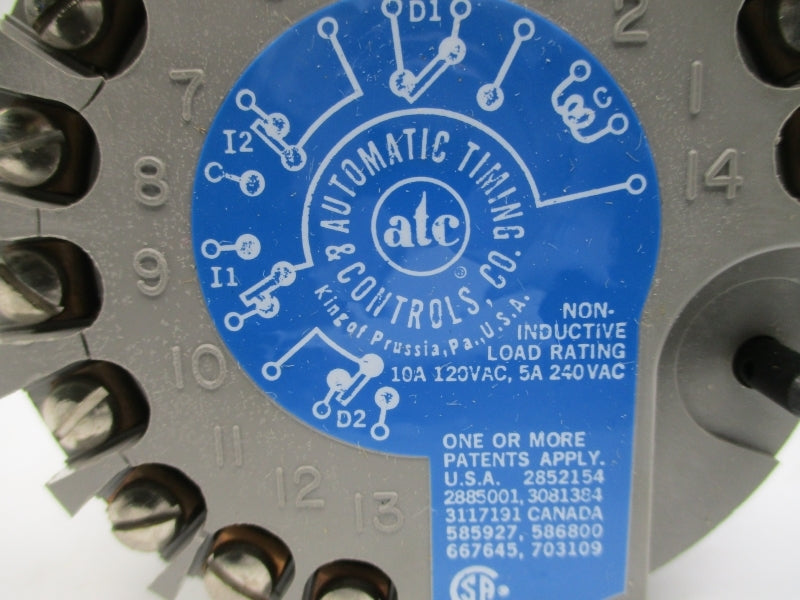 D1
2
C
7
1
I2
14
8
AUTOMATIC TIMING
& CONTROLS, CO.
atc
®
King of Prussia, Pa., U.S.A.
9
I1
NON-
INDUCTIVE
LOAD RATING
10A 120VAC, 5A 240VAC
10
D2
11
12
13
ONE OR MORE
PATENTS APPLY.
U.S.A. 2852154
2885001, 3081384
3117191 CANADA
585927, 586800
667645, 703109
SA